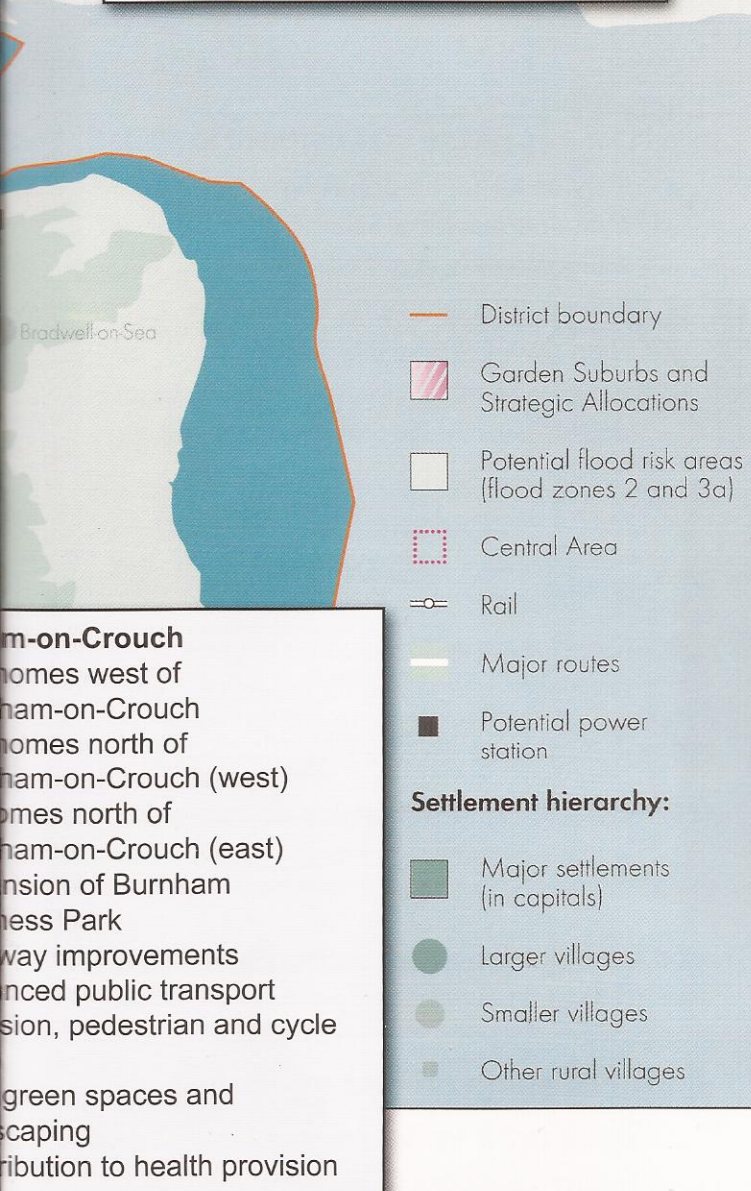 Bradwell-on-Sea
District boundary
Garden Suburbs and
Strategic Allocations
Potential flood risk areas
(flood zones 2 and 3a)
Central Area
Rail
Major routes
Potential power
station
Settlement hierarchy:
Major settlements
(in capitals)
Larger villages
Smaller villages
Other rural villages
m-on-Crouch
homes west of
ham-on-Crouch
homes north of
ham-on-Crouch (west)
omes north of
ham-on-Crouch (east)
nsion of Burnham
ness Park
way improvements
nced public transport
sion, pedestrian and cycle
green spaces and
scaping
ribution to health provision